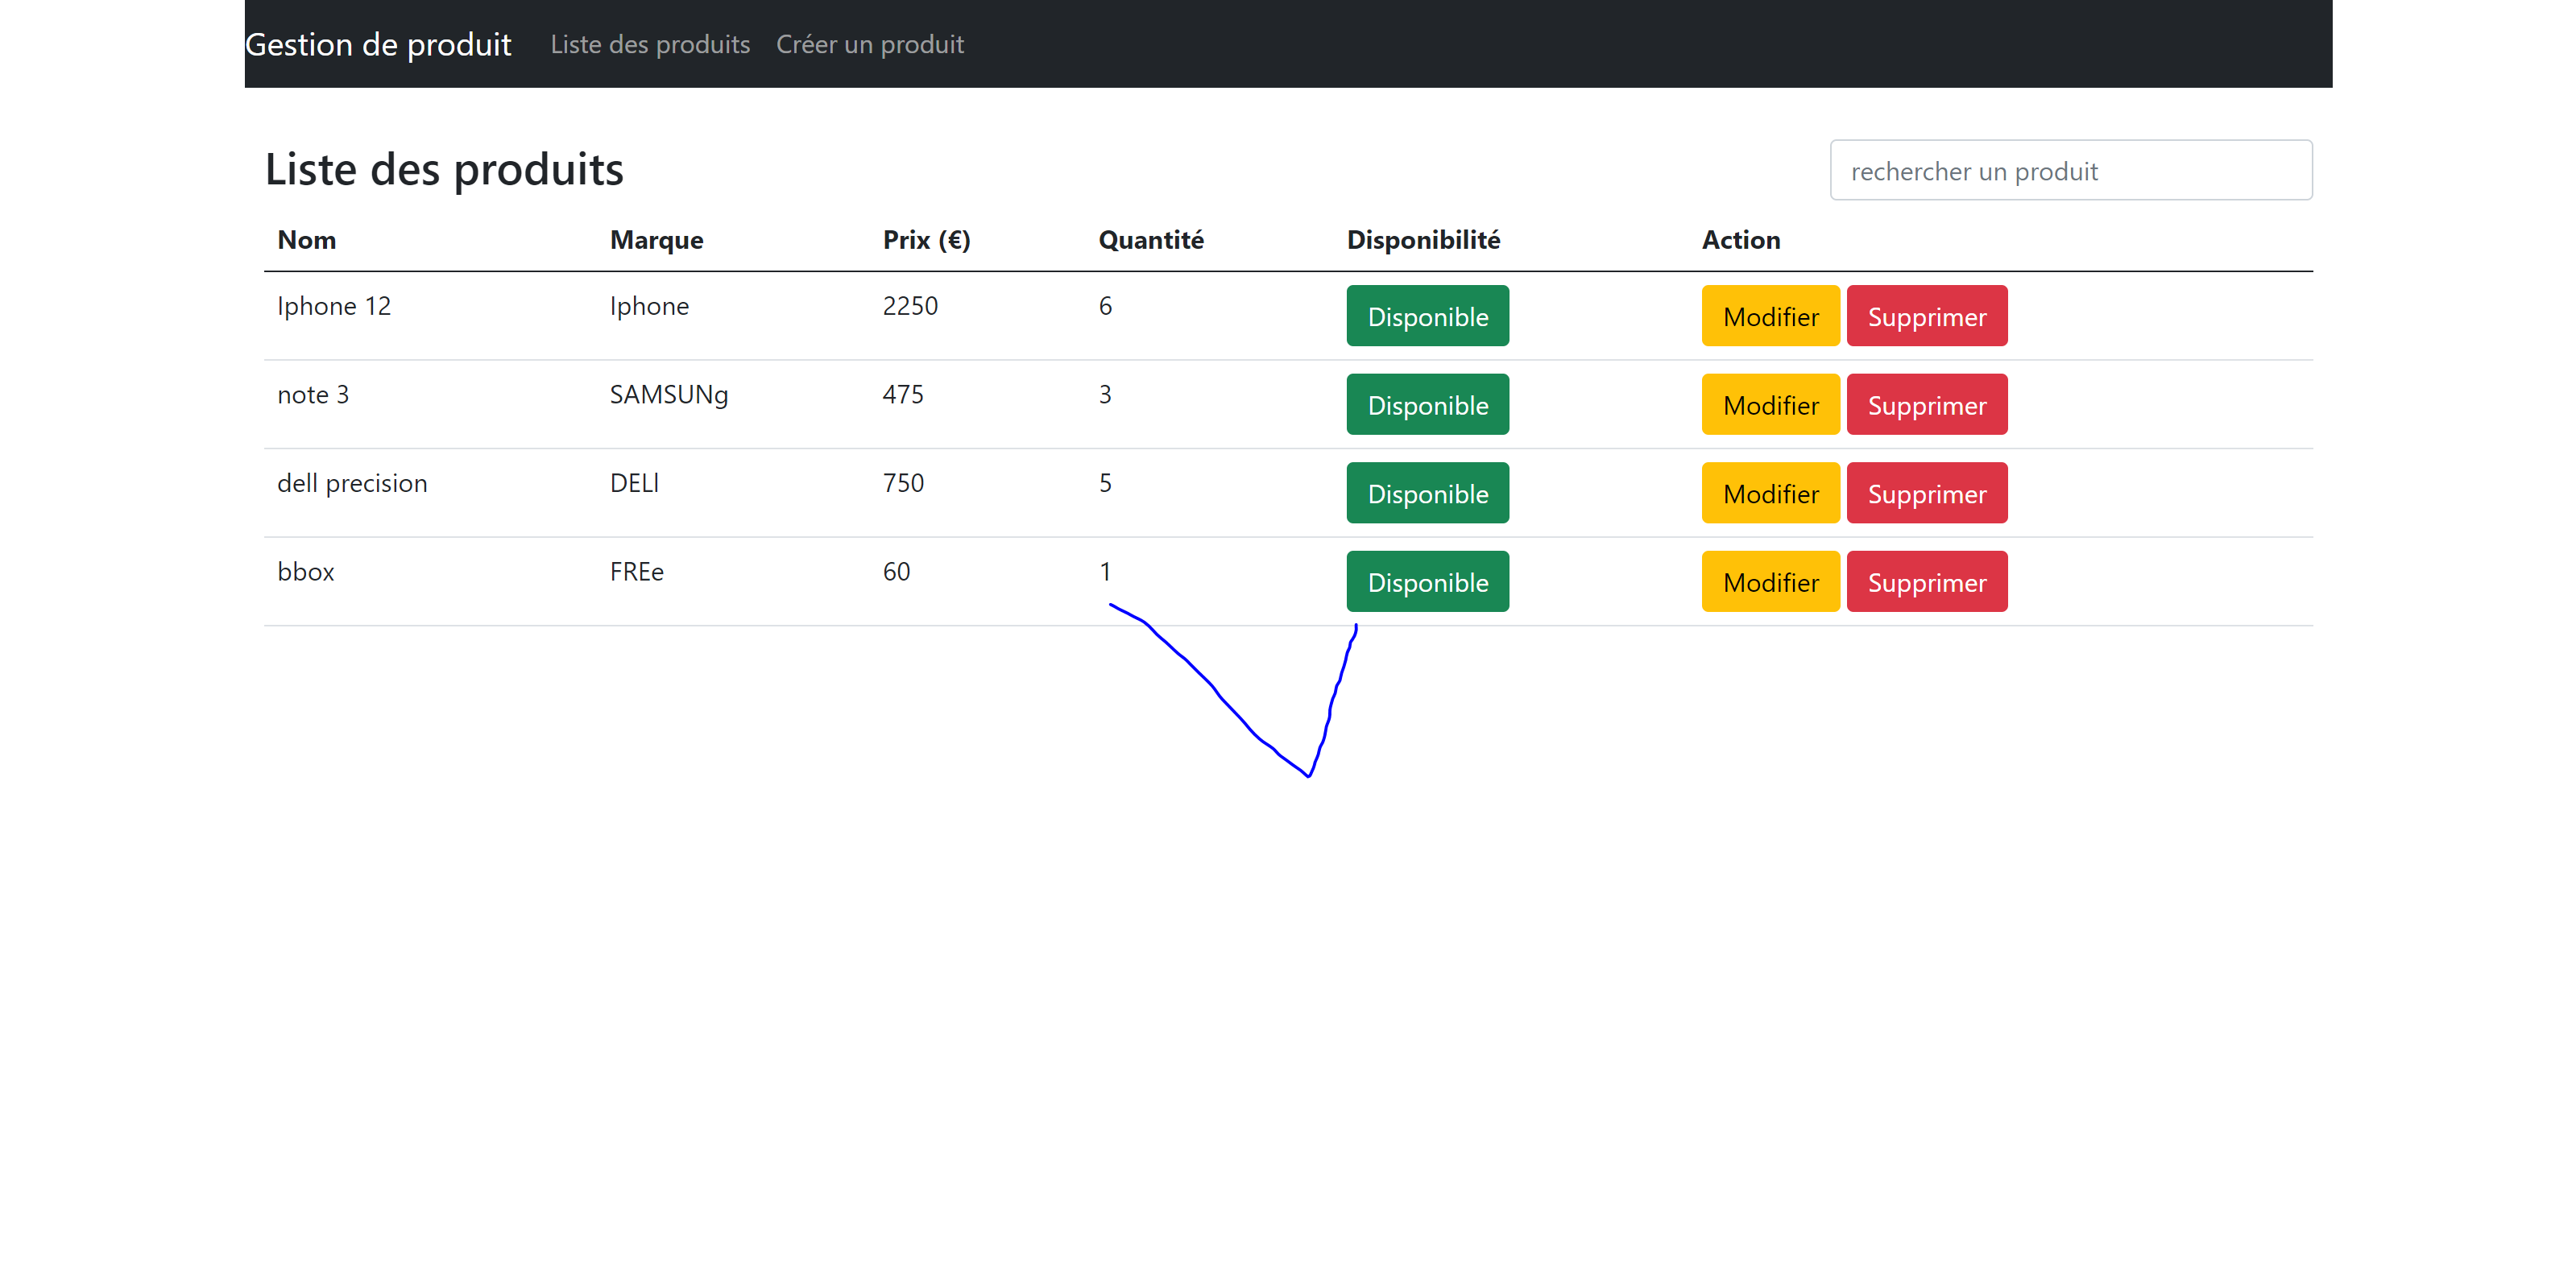 Gestion de produit Liste des produits Créer un produit
Liste des produits rechercher un produit
Nom Marque Prix (€) Quantité Disponibilité Action
Iphone 12 Iphone 2250 6 Disponible Modifier Supprimer
note 3 SAMSUNg 475 3 Disponible Modifier Supprimer
dell precision DELl 750 5 Disponible Modifier Supprimer
bbox FREe 60 1 Disponible Modifier Supprimer